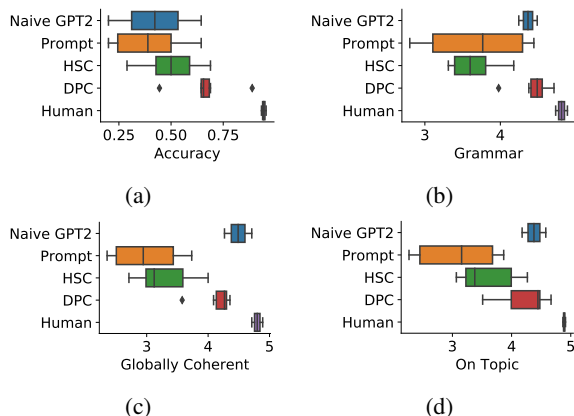 Naive GPT2
Prompt
HSC
DPC
Human
0.25 0.50 0.75
Accuracy
(a)
Naive GPT2
Prompt
HSC
DPC
Human
3 4
Grammar
(b)
Naive GPT2
Prompt
HSC
DPC
Human
3 4 5
Globally Coherent
(c)
Naive GPT2
Prompt
HSC
DPC
Human
3 4 5
On Topic
(d)